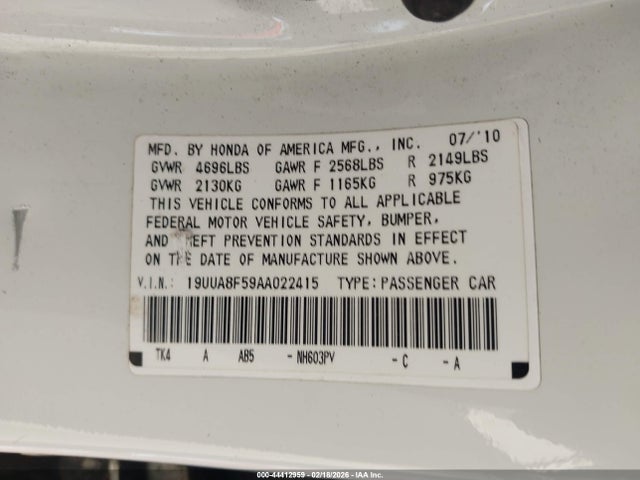 MFD. BY HONDA OF AMERICA MFG., INC. 07/'10
GVWR 4696LBS GAWR F 2568LBS R 2149LBS
GVWR 2130KG GAWR F 1165KG R 975KG
THIS VEHICLE CONFORMS TO ALL APPLICABLE
FEDERAL MOTOR VEHICLE SAFETY, BUMPER,
AND THEFT PREVENTION STANDARDS IN EFFECT
ON THE DATE OF MANUFACTURE SHOWN ABOVE.
V.I.N.: 19UUA8F59AA022415 TYPE: PASSENGER CAR
TK4 A AB5 -NH603PV -C -A
000-44412959 - 02/18/2026 - IAA Inc.